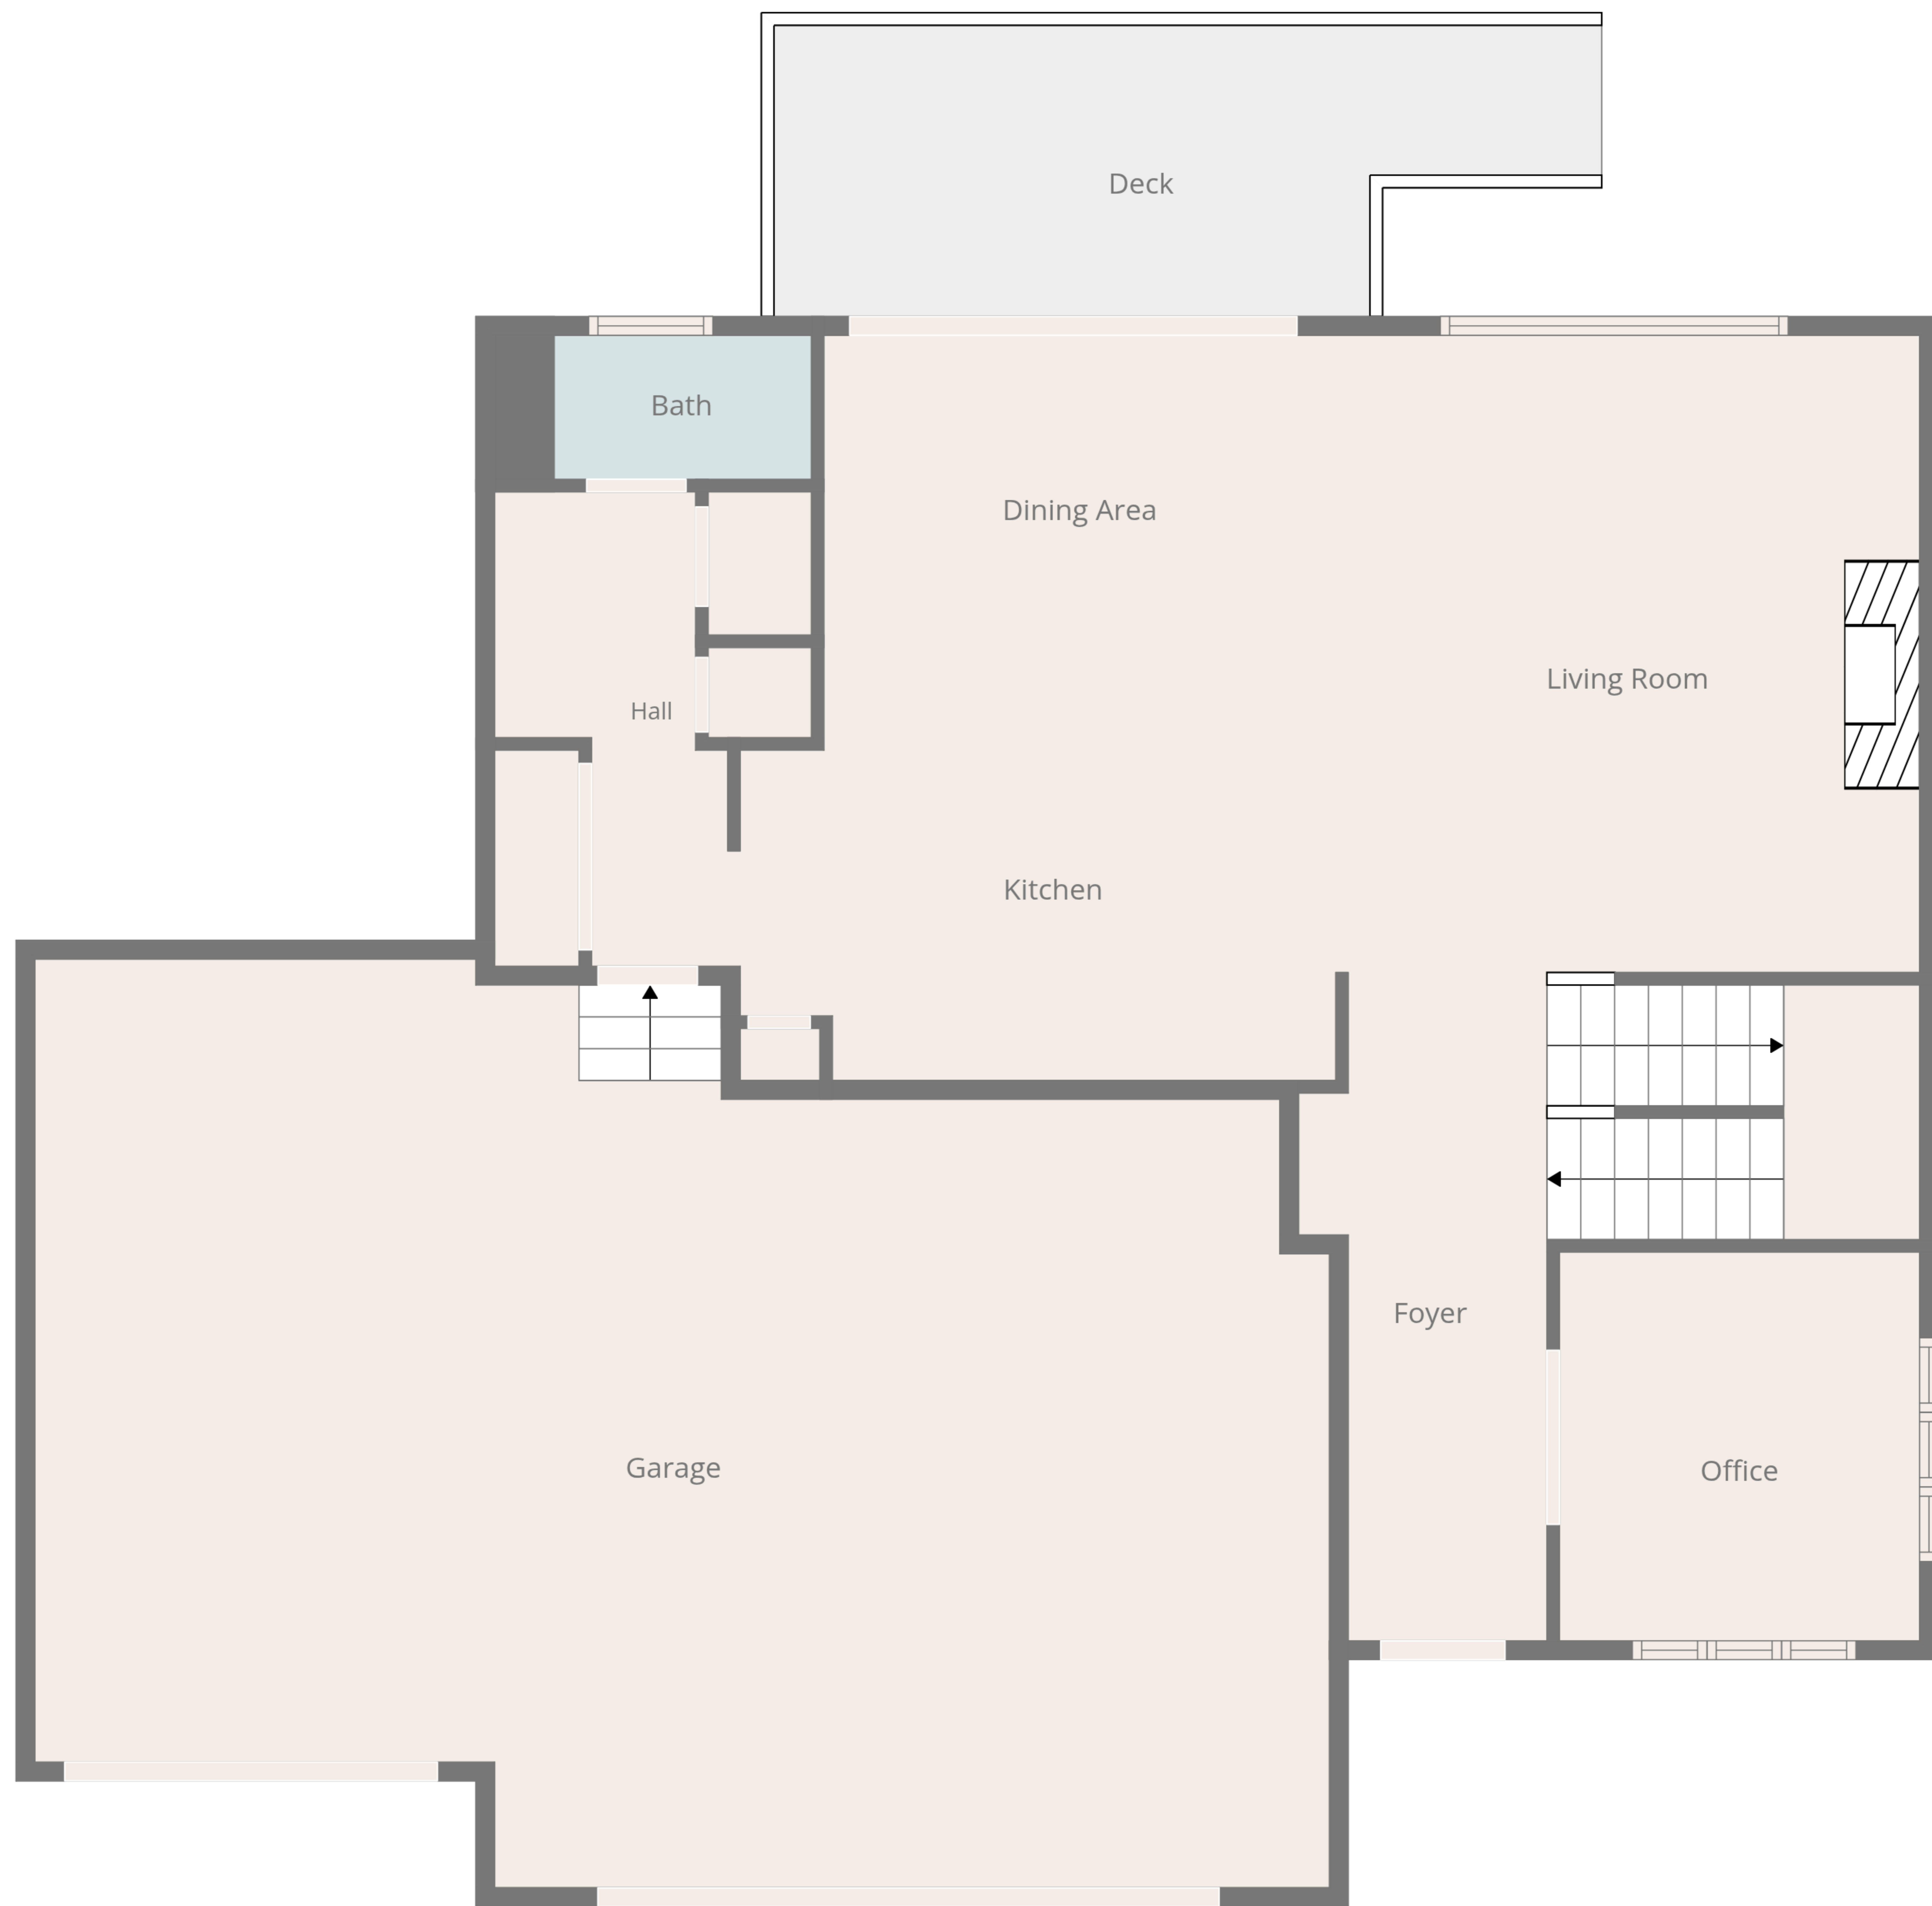 Deck
Bath
Dining Area
Living Room
Hall
Kitchen
Foyer
Garage
Office